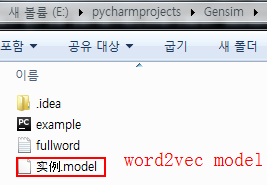 새 볼륨 (E:) ▸ pycharmprojects ▸ Gensim ▸
포함 ▾ 공유 대상 ▾ 굽기 새 폴더
이름
.idea
PC example
fullword
实例.model word2vec model